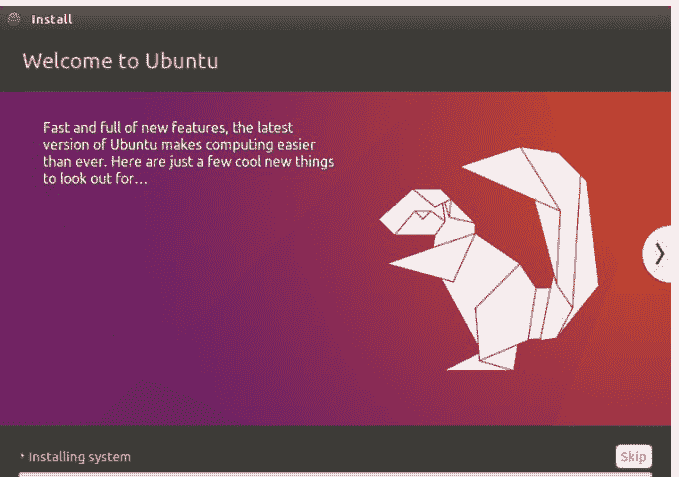 Install
Welcome to Ubuntu
Fast and full of new features, the latest
version of Ubuntu makes computing easier
than ever. Here are just a few cool new things
to look out for...
Installing system
Skip